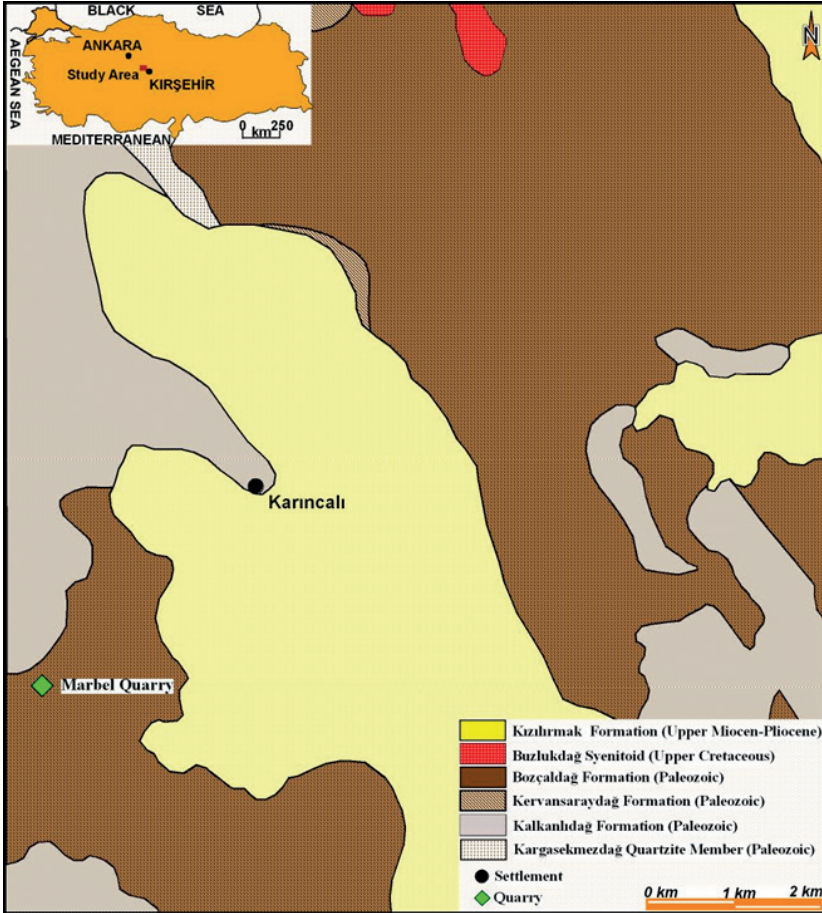 BLACK SEA
ANKARA
AEGEAN SEA
Study Area
KIRŞEHİR
0 km 250
MEDITERRANEAN
N
Karıncalı
Marbel Quarry
Kızılırmak Formation (Upper Miocen-Pliocene)
Buzlukdağ Syenitoid (Upper Cretaceous)
Bozçaldağ Formation (Paleozoic)
Kervansaraydağ Formation (Paleozoic)
Kalkanlıdağ Formation (Paleozoic)
Kargasekmezdağ Quartzite Member (Paleozoic)
Settlement
Quarry
0 km 1 km 2 km